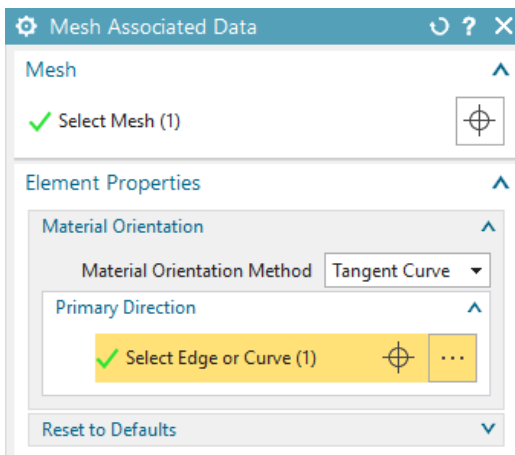 Mesh Associated Data ?
Mesh
Select Mesh (1)
Element Properties
Material Orientation
Material Orientation Method Tangent Curve
Primary Direction
Select Edge or Curve (1) ...
Reset to Defaults